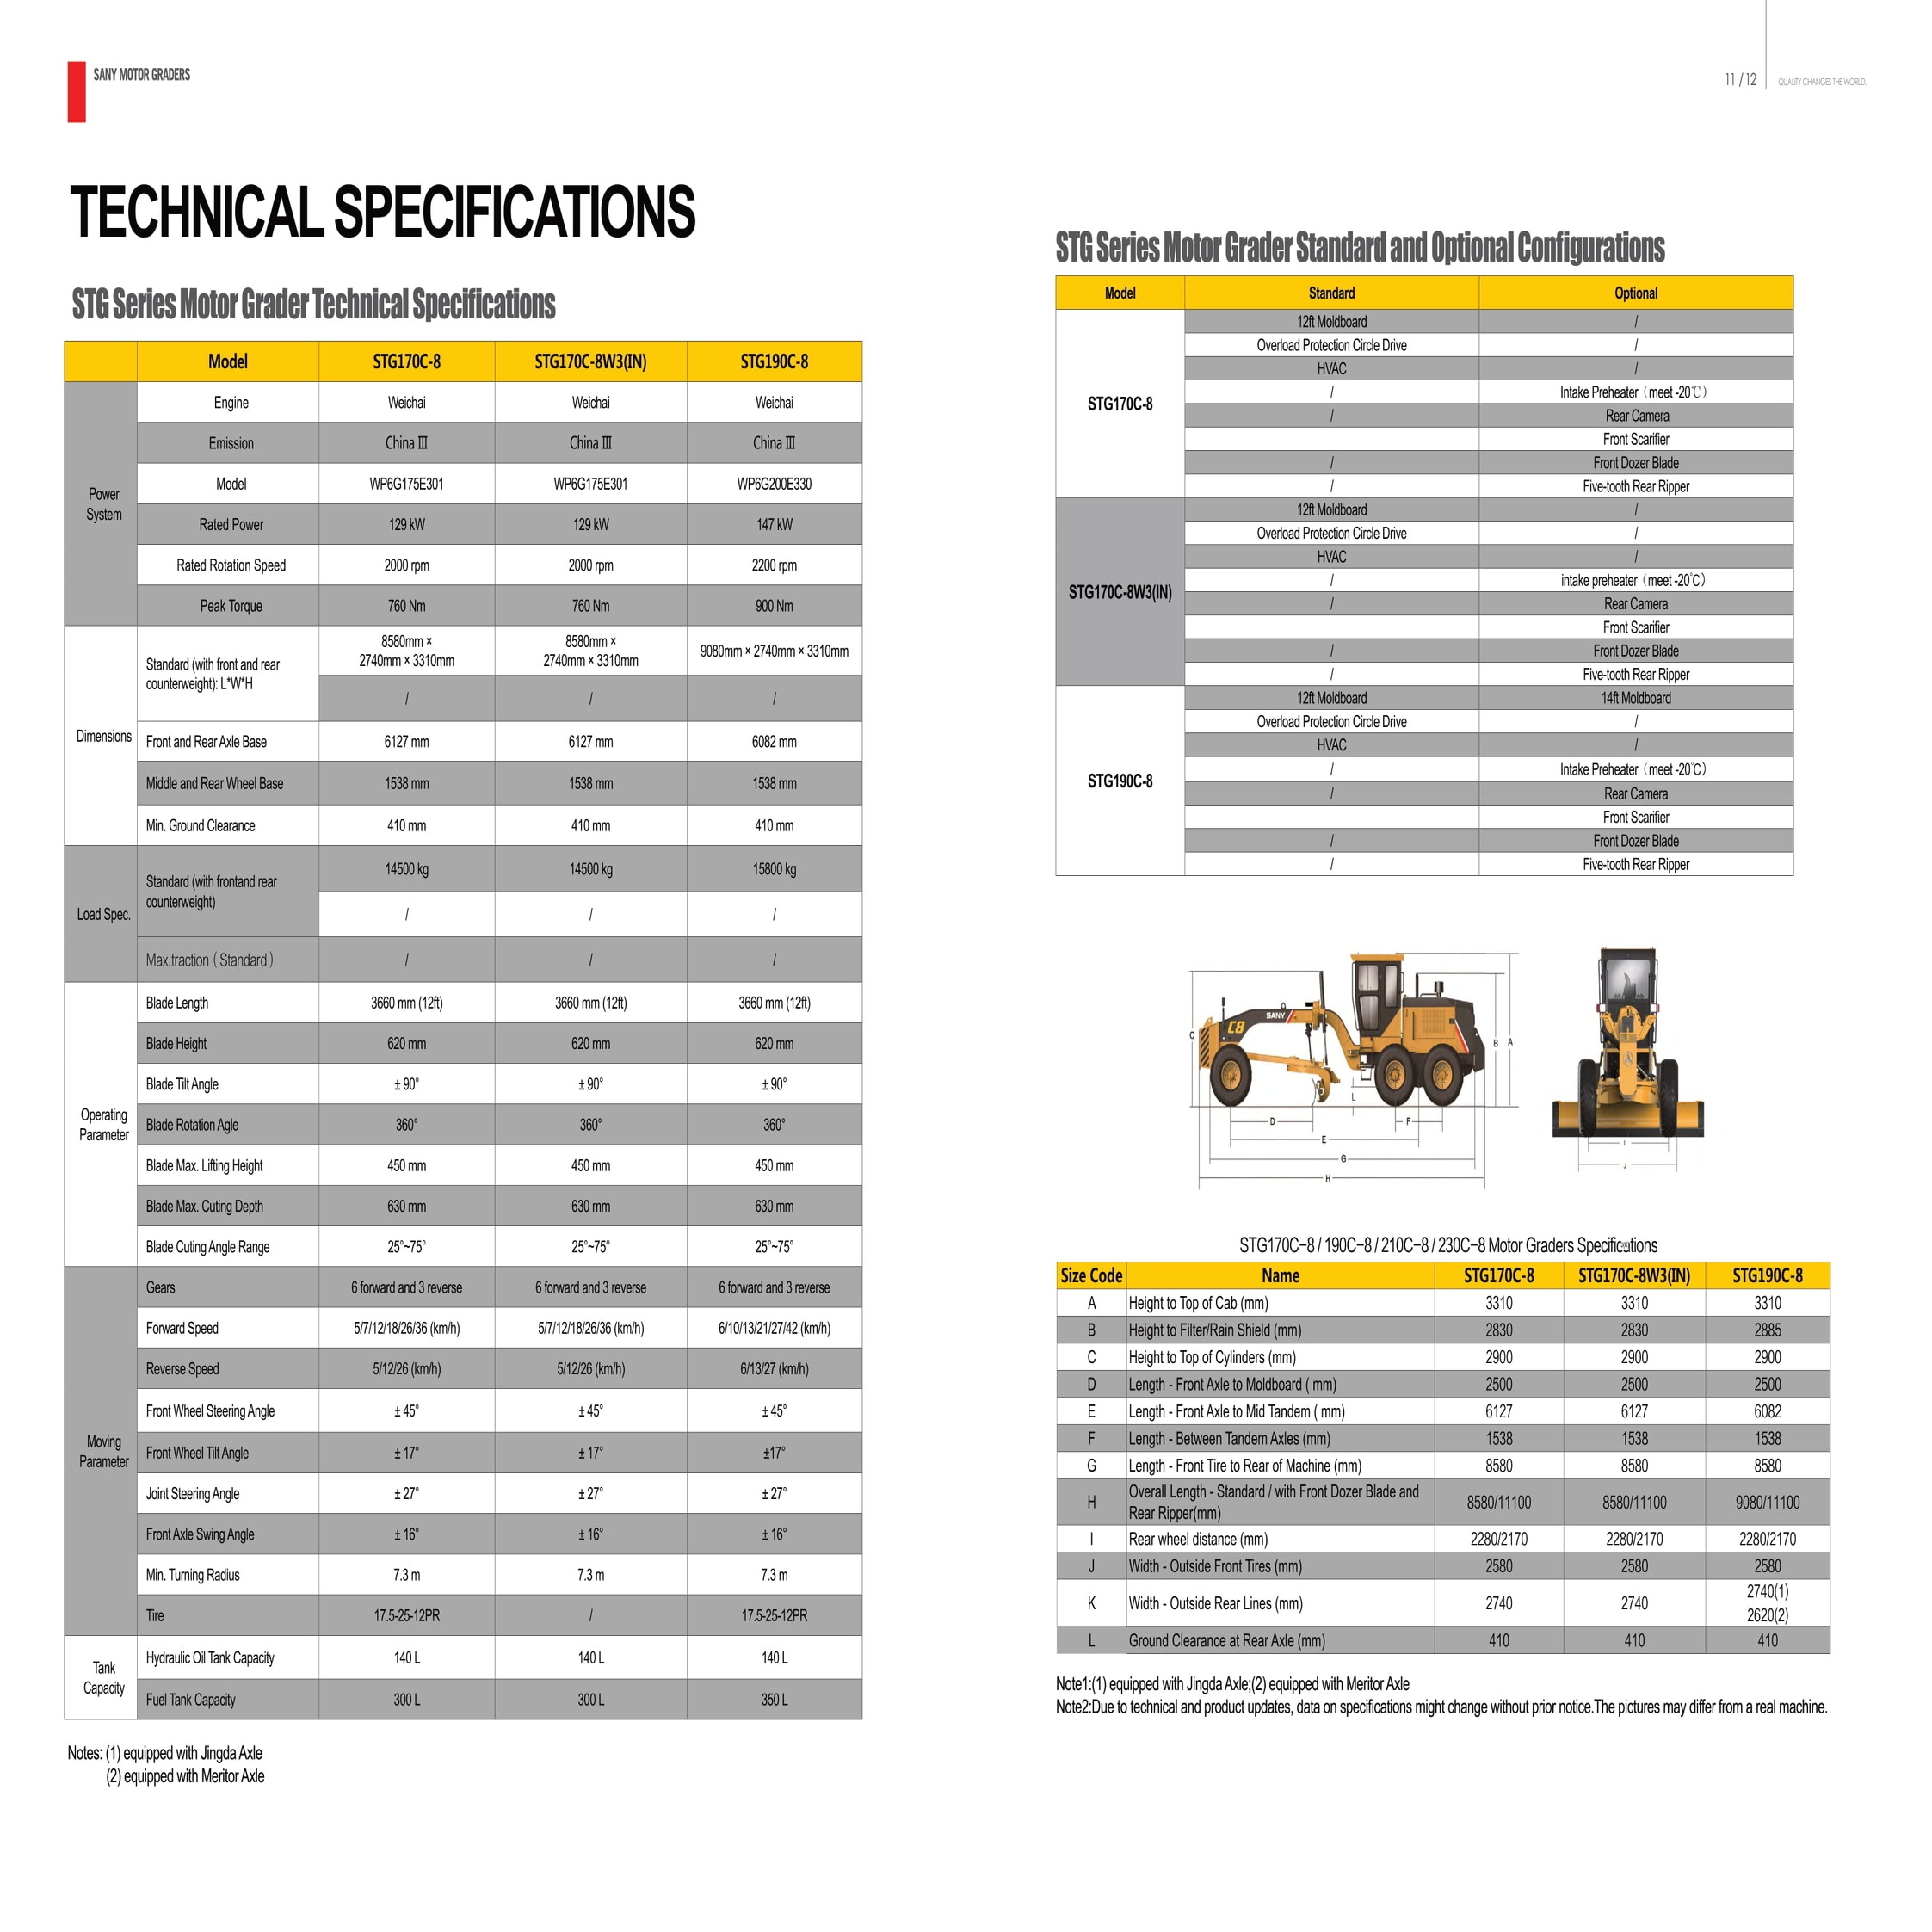 SANY MOTOR GRADERS
11 / 12
QUALITY CHANGES THE WORLD.
TECHNICAL SPECIFICATIONS
STG Series Motor Grader Technical Specifications
Model STG170C-8 STG170C-8W3(IN) STG190C-8
Power System
Engine Weichai Weichai Weichai
Emission China Ⅲ China Ⅲ China Ⅲ
Model WP6G175E301 WP6G175E301 WP6G200E330
Rated Power 129 kW 129 kW 147 kW
Rated Rotation Speed 2000 rpm 2000 rpm 2200 rpm
Peak Torque 760 Nm 760 Nm 900 Nm
Dimensions
Standard (with front and rear counterweight): L*W*H 8580mm × 2740mm × 3310mm 8580mm × 2740mm × 3310mm 9080mm × 2740mm × 3310mm
/ / /
Front and Rear Axle Base 6127 mm 6127 mm 6082 mm
Middle and Rear Wheel Base 1538 mm 1538 mm 1538 mm
Min. Ground Clearance 410 mm 410 mm 410 mm
Load Spec.
Standard (with frontand rear counterweight) 14500 kg 14500 kg 15800 kg
/ / /
Max.traction（Standard） / / /
Operating Parameter
Blade Length 3660 mm (12ft) 3660 mm (12ft) 3660 mm (12ft)
Blade Height 620 mm 620 mm 620 mm
Blade Tilt Angle ± 90° ± 90° ± 90°
Blade Rotation Agle 360° 360° 360°
Blade Max. Lifting Height 450 mm 450 mm 450 mm
Blade Max. Cuting Depth 630 mm 630 mm 630 mm
Blade Cuting Angle Range 25°~75° 25°~75° 25°~75°
Moving Parameter
Gears 6 forward and 3 reverse 6 forward and 3 reverse 6 forward and 3 reverse
Forward Speed 5/7/12/18/26/36 (km/h) 5/7/12/18/26/36 (km/h) 6/10/13/21/27/42 (km/h)
Reverse Speed 5/12/26 (km/h) 5/12/26 (km/h) 6/13/27 (km/h)
Front Wheel Steering Angle ± 45° ± 45° ± 45°
Front Wheel Tilt Angle ± 17° ± 17° ±17°
Joint Steering Angle ± 27° ± 27° ± 27°
Front Axle Swing Angle ± 16° ± 16° ± 16°
Min. Turning Radius 7.3 m 7.3 m 7.3 m
Tire 17.5-25-12PR / 17.5-25-12PR
Tank Capacity
Hydraulic Oil Tank Capacity 140 L 140 L 140 L
Fuel Tank Capacity 300 L 300 L 350 L
Notes: (1) equipped with Jingda Axle
(2) equipped with Meritor Axle
STG Series Motor Grader Standard and Optional Configurations
Model Standard Optional
STG170C-8
12ft Moldboard /
Overload Protection Circle Drive /
HVAC /
/ Intake Preheater（meet -20℃）
/ Rear Camera
Front Scarifier
/ Front Dozer Blade
/ Five-tooth Rear Ripper
STG170C-8W3(IN)
12ft Moldboard /
Overload Protection Circle Drive /
HVAC /
/ intake preheater（meet -20℃）
/ Rear Camera
Front Scarifier
/ Front Dozer Blade
/ Five-tooth Rear Ripper
STG190C-8
12ft Moldboard 14ft Moldboard
Overload Protection Circle Drive /
HVAC /
/ Intake Preheater（meet -20℃）
/ Rear Camera
Front Scarifier
/ Front Dozer Blade
/ Five-tooth Rear Ripper
C8 SANY
C B A
L
D F
E
G
H
I
J
STG170C-8 / 190C-8 / 210C-8 / 230C-8 Motor Graders Specifications
Size Code Name STG170C-8 STG170C-8W3(IN) STG190C-8
A Height to Top of Cab (mm) 3310 3310 3310
B Height to Filter/Rain Shield (mm) 2830 2830 2885
C Height to Top of Cylinders (mm) 2900 2900 2900
D Length - Front Axle to Moldboard ( mm) 2500 2500 2500
E Length - Front Axle to Mid Tandem ( mm) 6127 6127 6082
F Length - Between Tandem Axles (mm) 1538 1538 1538
G Length - Front Tire to Rear of Machine (mm) 8580 8580 8580
H Overall Length - Standard / with Front Dozer Blade and Rear Ripper(mm) 8580/11100 8580/11100 9080/11100
I Rear wheel distance (mm) 2280/2170 2280/2170 2280/2170
J Width - Outside Front Tires (mm) 2580 2580 2580
K Width - Outside Rear Lines (mm) 2740 2740 2740(1) 2620(2)
L Ground Clearance at Rear Axle (mm) 410 410 410
Note1:(1) equipped with Jingda Axle;(2) equipped with Meritor Axle
Note2:Due to technical and product updates, data on specifications might change without prior notice.The pictures may differ from a real machine.